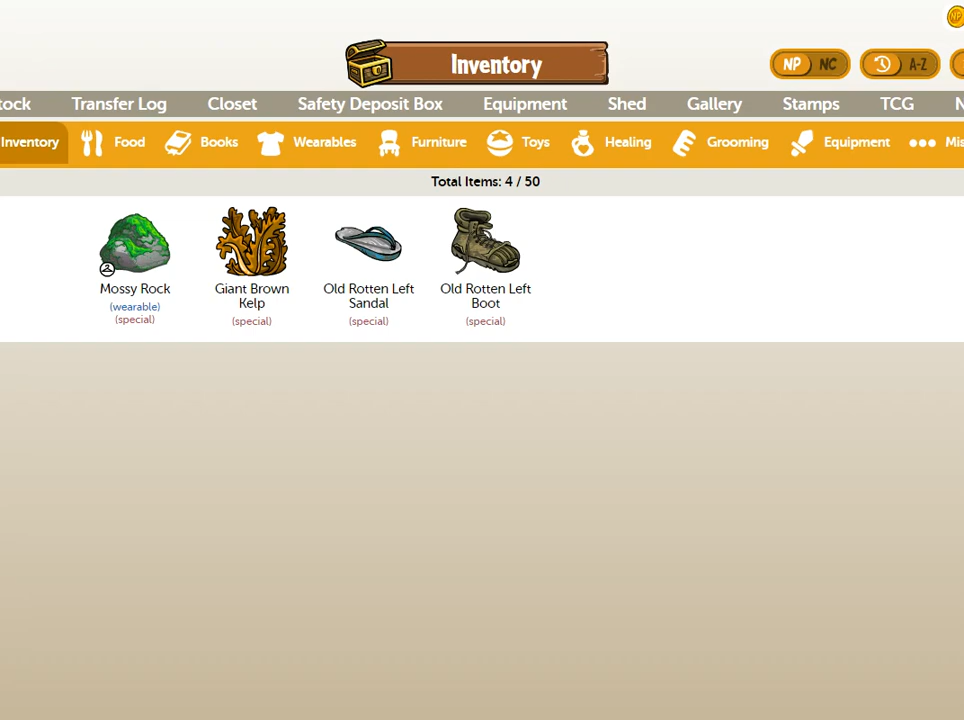 Inventory
NP NC A-Z
Transfer Log Closet Safety Deposit Box Equipment Shed Gallery Stamps TCG
Inventory Food Books Wearables Furniture Toys Healing Grooming Equipment
Total Items: 4 / 50
Mossy Rock
(wearable)
(special)
Giant Brown
Kelp
(special)
Old Rotten Left
Sandal
(special)
Old Rotten Left
Boot
(special)